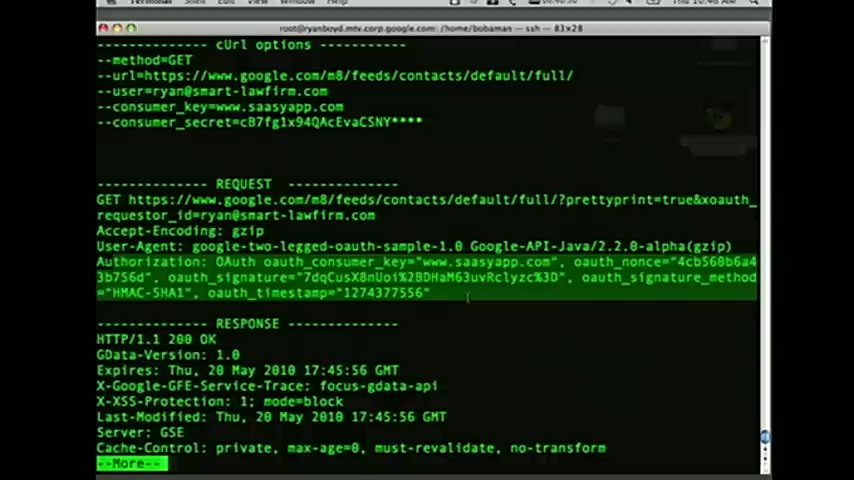 Terminal Shell Edit View Window Help
root@ryanboyd.mtv.corp.google.com: /home/bobaman — ssh — 83x28
-------------- cUrl options -----------
--method=GET
--url=https://www.google.com/m8/feeds/contacts/default/full/
--user=ryan@smart-lawfirm.com
--consumer_key=www.saasyapp.com
--consumer_secret=cB7fg1x94QAcEvaCSNY****
-------------- REQUEST --------------
GET https://www.google.com/m8/feeds/contacts/default/full/?prettyprint=true&xoauth_
requestor_id=ryan@smart-lawfirm.com
Accept-Encoding: gzip
User-Agent: google-two-legged-oauth-sample-1.0 Google-API-Java/2.2.0-alpha(gzip)
Authorization: OAuth oauth_consumer_key="www.saasyapp.com", oauth_nonce="4cb560b6a4
3b756d", oauth_signature="7dqCusX8nUoi%2BDHaM63uvRclyzc%3D", oauth_signature_method
="HMAC-SHA1", oauth_timestamp="1274377556"
-------------- RESPONSE --------------
HTTP/1.1 200 OK
GData-Version: 1.0
Expires: Thu, 20 May 2010 17:45:56 GMT
X-Google-GFE-Service-Trace: focus-gdata-api
X-XSS-Protection: 1; mode=block
Last-Modified: Thu, 20 May 2010 17:45:56 GMT
Server: GSE
Cache-Control: private, max-age=0, must-revalidate, no-transform
--More--